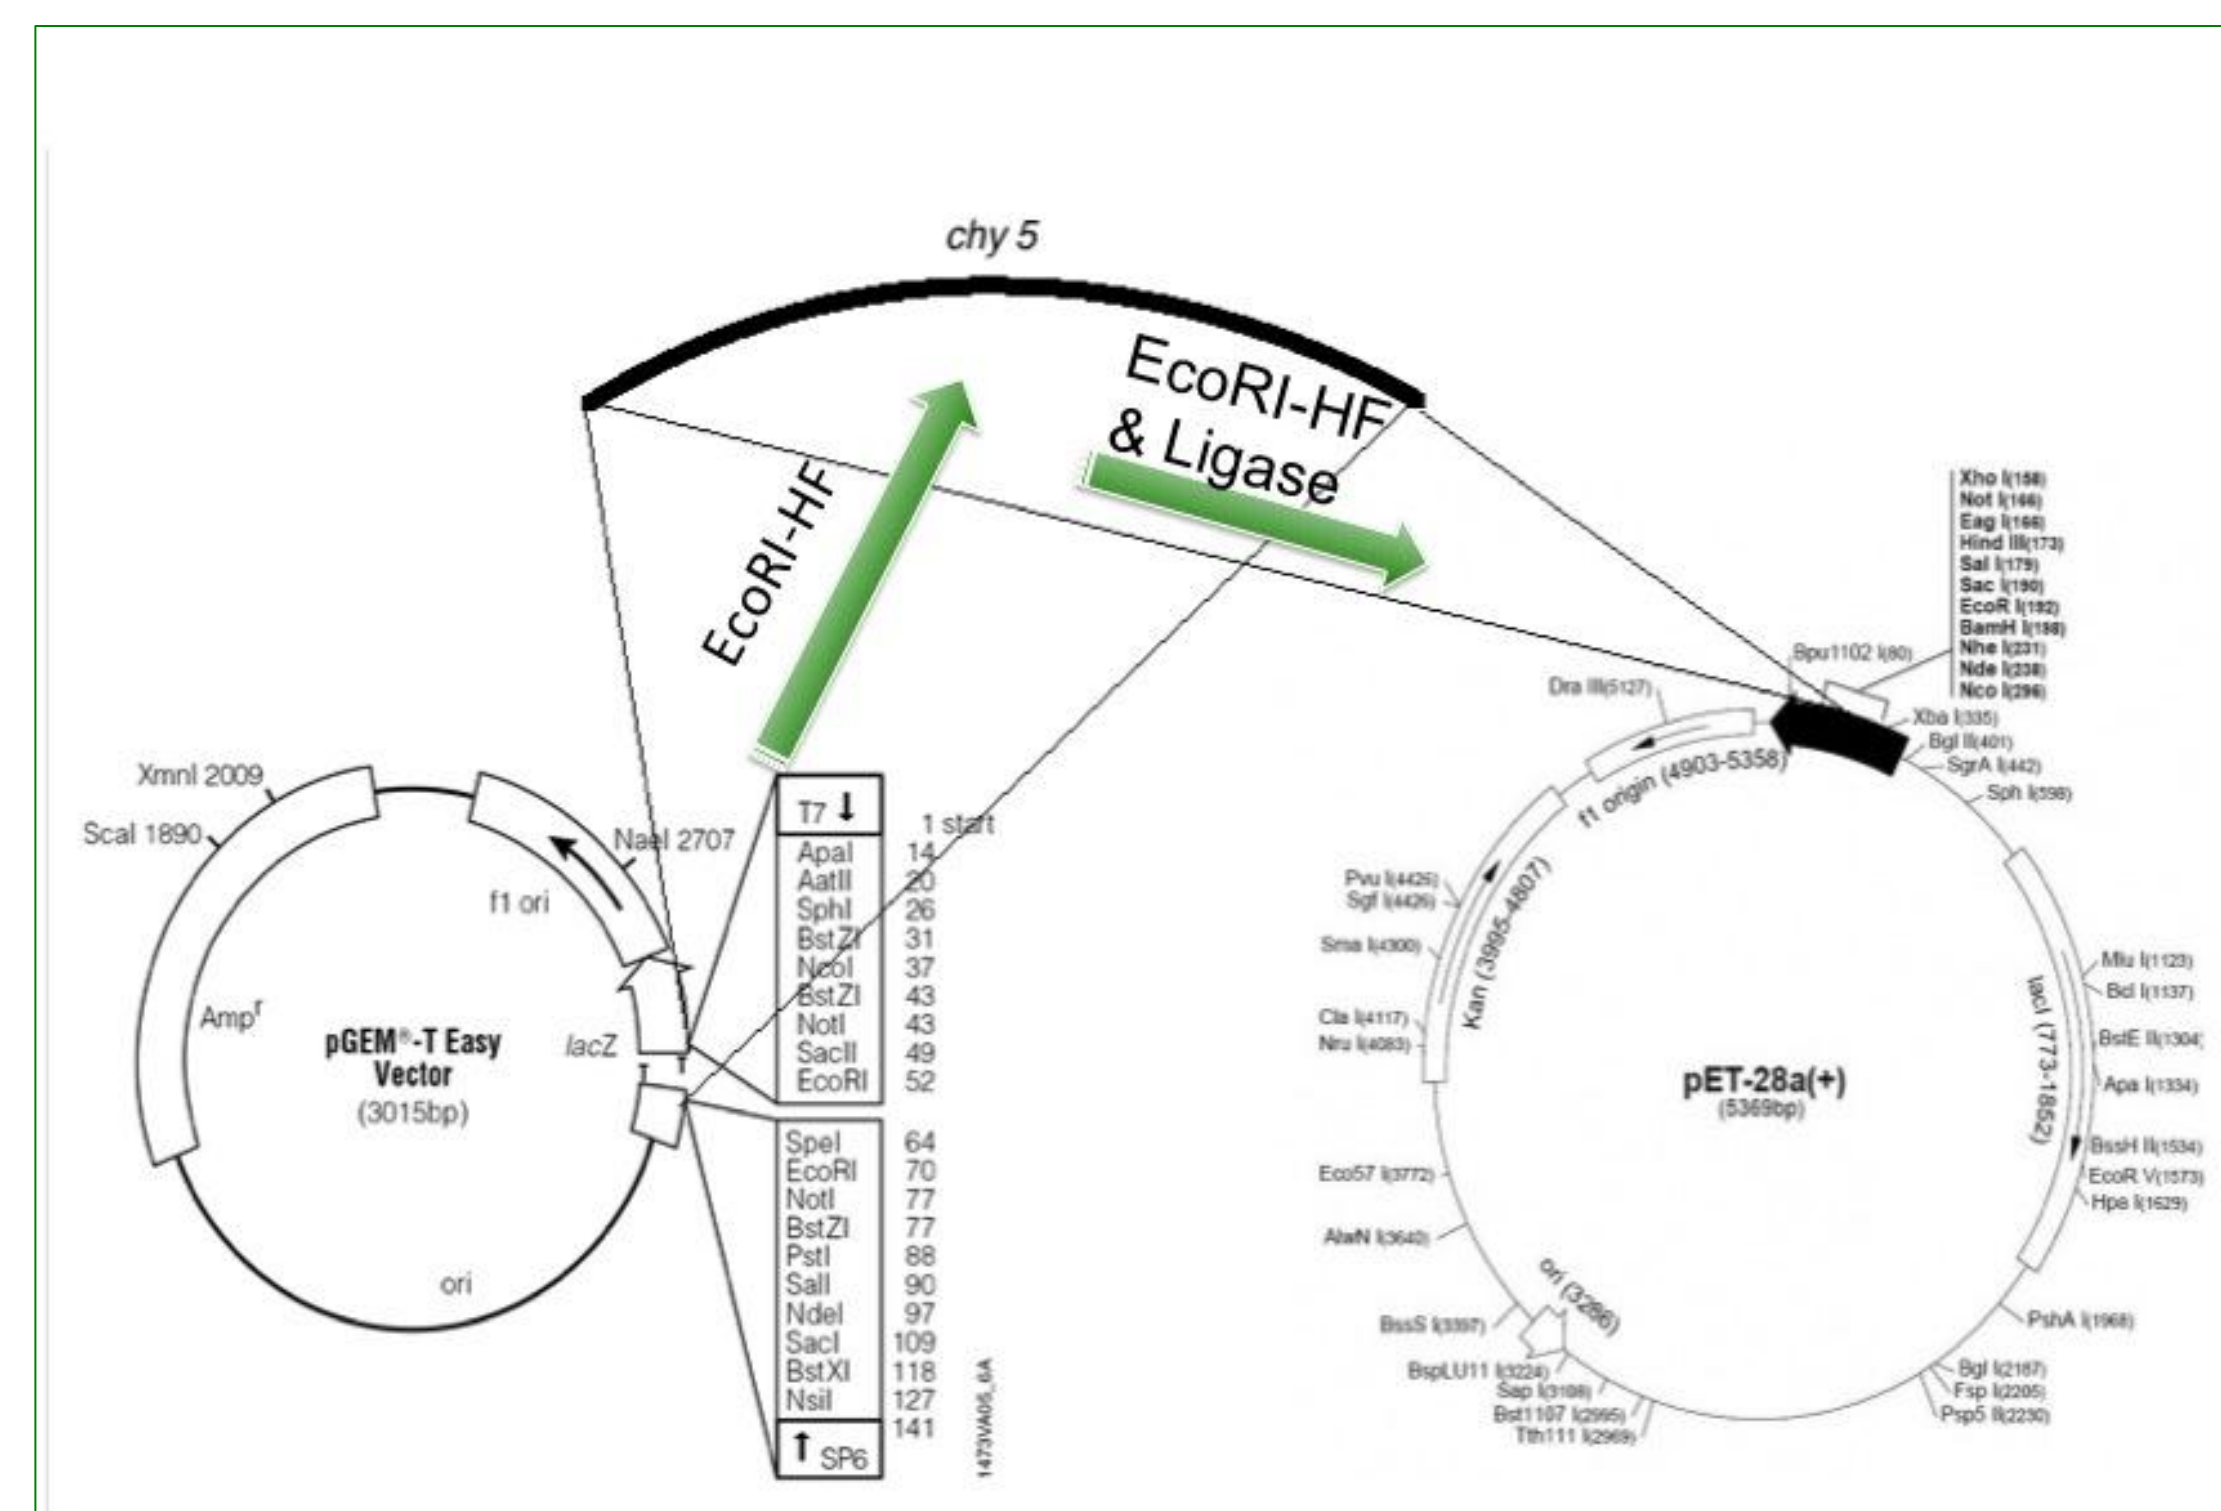 chy 5
EcoRI-HF
EcoRI-HF
& Ligase
XmnI 2009
ScaI 1890
NaeI 2707
f1 ori
Ampr
pGEM®-T Easy
Vector
(3015bp)
lacZ
T
T
ori
T7 ↓
1 start
ApaI 14
AatII 20
SphI 26
BstZI 31
NcoI 37
BstZI 43
NotI 43
SacII 49
EcoRI 52
SpeI 64
EcoRI 70
NotI 77
BstZI 77
PstI 88
SalI 90
NdeI 97
SacI 109
BstXI 118
NsiI 127
141
↑ SP6
1473VA05_6A
Xho I(158)
Not I(166)
Eag I(166)
Hind III(173)
Sal I(179)
Sac I(190)
EcoR I(192)
BamH I(198)
Nhe I(231)
Nde I(238)
Nco I(296)
Bpu1102 I(80)
Dra III(5127)
Xba I(335)
Bgl II(401)
SgrA I(442)
Sph I(598)
f1 origin (4903-5358)
Pvu I(4426)
Sgf I(4426)
Sma I(4300)
Kan (3995-4807)
Cla I(4117)
Nru I(4083)
pET-28a(+)
(5369bp)
lacI (773-1852)
Mlu I(1123)
Bcl I(1137)
BstE II(1304)
Apa I(1334)
BssH II(1534)
EcoR V(1573)
Hpa I(1629)
Eco57 I(3772)
AlwN I(3640)
ori (3286)
BssS I(3397)
BspLU11 I(3224)
Sap I(3108)
Bst1107 I(2995)
Tth111 I(2969)
PshA I(1968)
Bgl I(2187)
Fsp I(2205)
Psp5 II(2230)